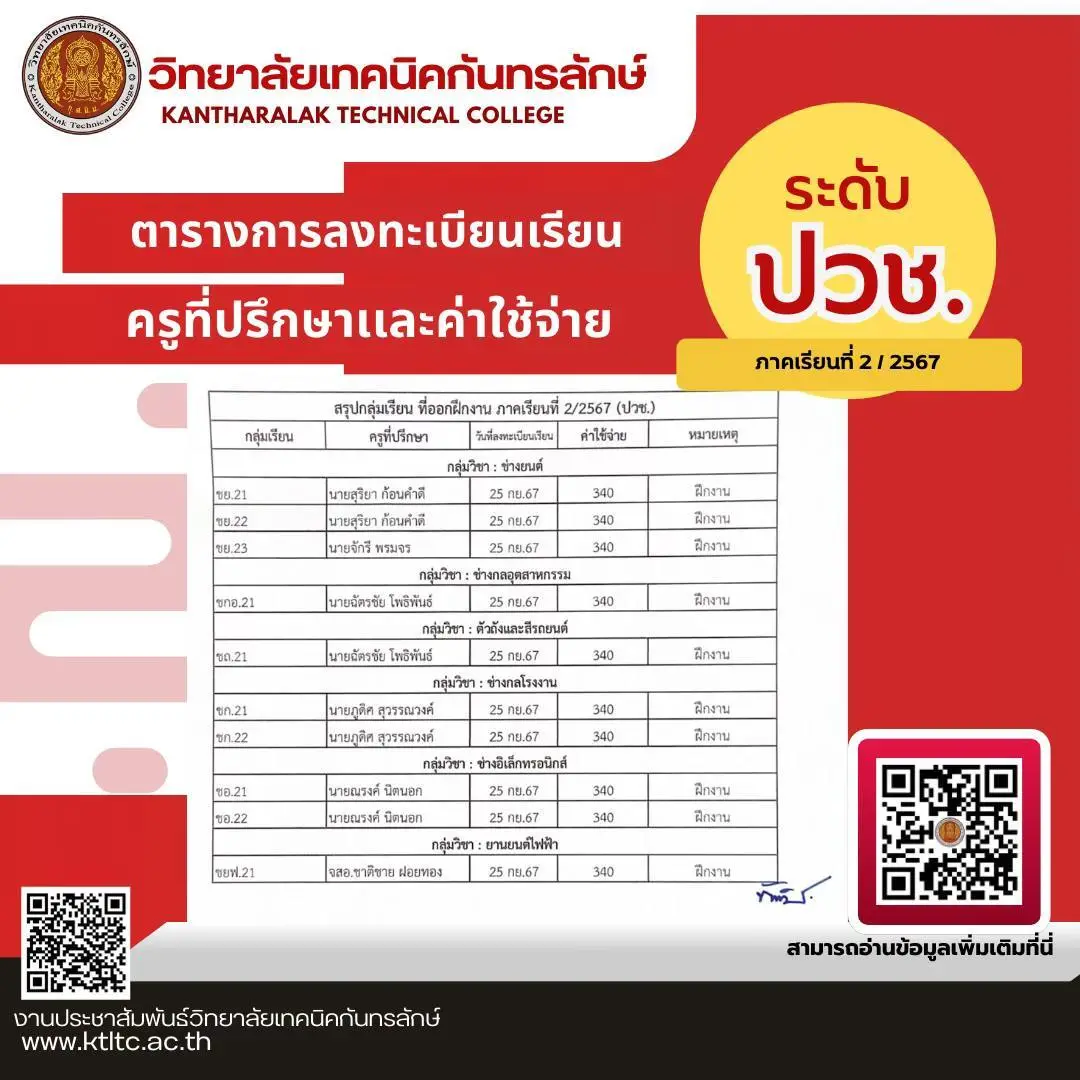 วิทยาลัยเทคนิคกันทรลักษ์
Kantharalak Technical College
วิทยาลัยเทคนิคกันทรลักษ์
KANTHARALAK TECHNICAL COLLEGE
ตารางการลงทะเบียนเรียน
ครูที่ปรึกษาและค่าใช้จ่าย
ระดับ
ปวช.
ภาคเรียนที่ 2 / 2567
สรุปกลุ่มเรียน ที่ออกฝึกงาน ภาคเรียนที่ 2/2567 (ปวช.)
กลุ่มเรียน ครูที่ปรึกษา วันที่ลงทะเบียนเรียน ค่าใช้จ่าย หมายเหตุ
กลุ่มวิชา : ช่างยนต์
ชย.21 นายสุริยา ก้อนคำดี 25 กย.67 340 ฝึกงาน
ชย.22 นายสุริยา ก้อนคำดี 25 กย.67 340 ฝึกงาน
ชย.23 นายจักรี พรมจร 25 กย.67 340 ฝึกงาน
กลุ่มวิชา : ช่างกลอุตสาหกรรม
ชกอ.21 นายฉัตรชัย โพธิพันธ์ 25 กย.67 340 ฝึกงาน
กลุ่มวิชา : ตัวถังและสีรถยนต์
ชถ.21 นายฉัตรชัย โพธิพันธ์ 25 กย.67 340 ฝึกงาน
กลุ่มวิชา : ช่างกลโรงงาน
ชก.21 นายภูดิศ สุวรรณวงค์ 25 กย.67 340 ฝึกงาน
ชก.22 นายภูดิศ สุวรรณวงค์ 25 กย.67 340 ฝึกงาน
กลุ่มวิชา : ช่างอิเล็กทรอนิกส์
ชอ.21 นายณรงค์ นิตนอก 25 กย.67 340 ฝึกงาน
ชอ.22 นายณรงค์ นิตนอก 25 กย.67 340 ฝึกงาน
กลุ่มวิชา : ยานยนต์ไฟฟ้า
ชยฟ.21 จสอ.ชาติชาย ฝอยทอง 25 กย.67 340 ฝึกงาน
สามารถอ่านข้อมูลเพิ่มเติมที่นี่
งานประชาสัมพันธ์วิทยาลัยเทคนิคกันทรลักษ์
www.ktltc.ac.th